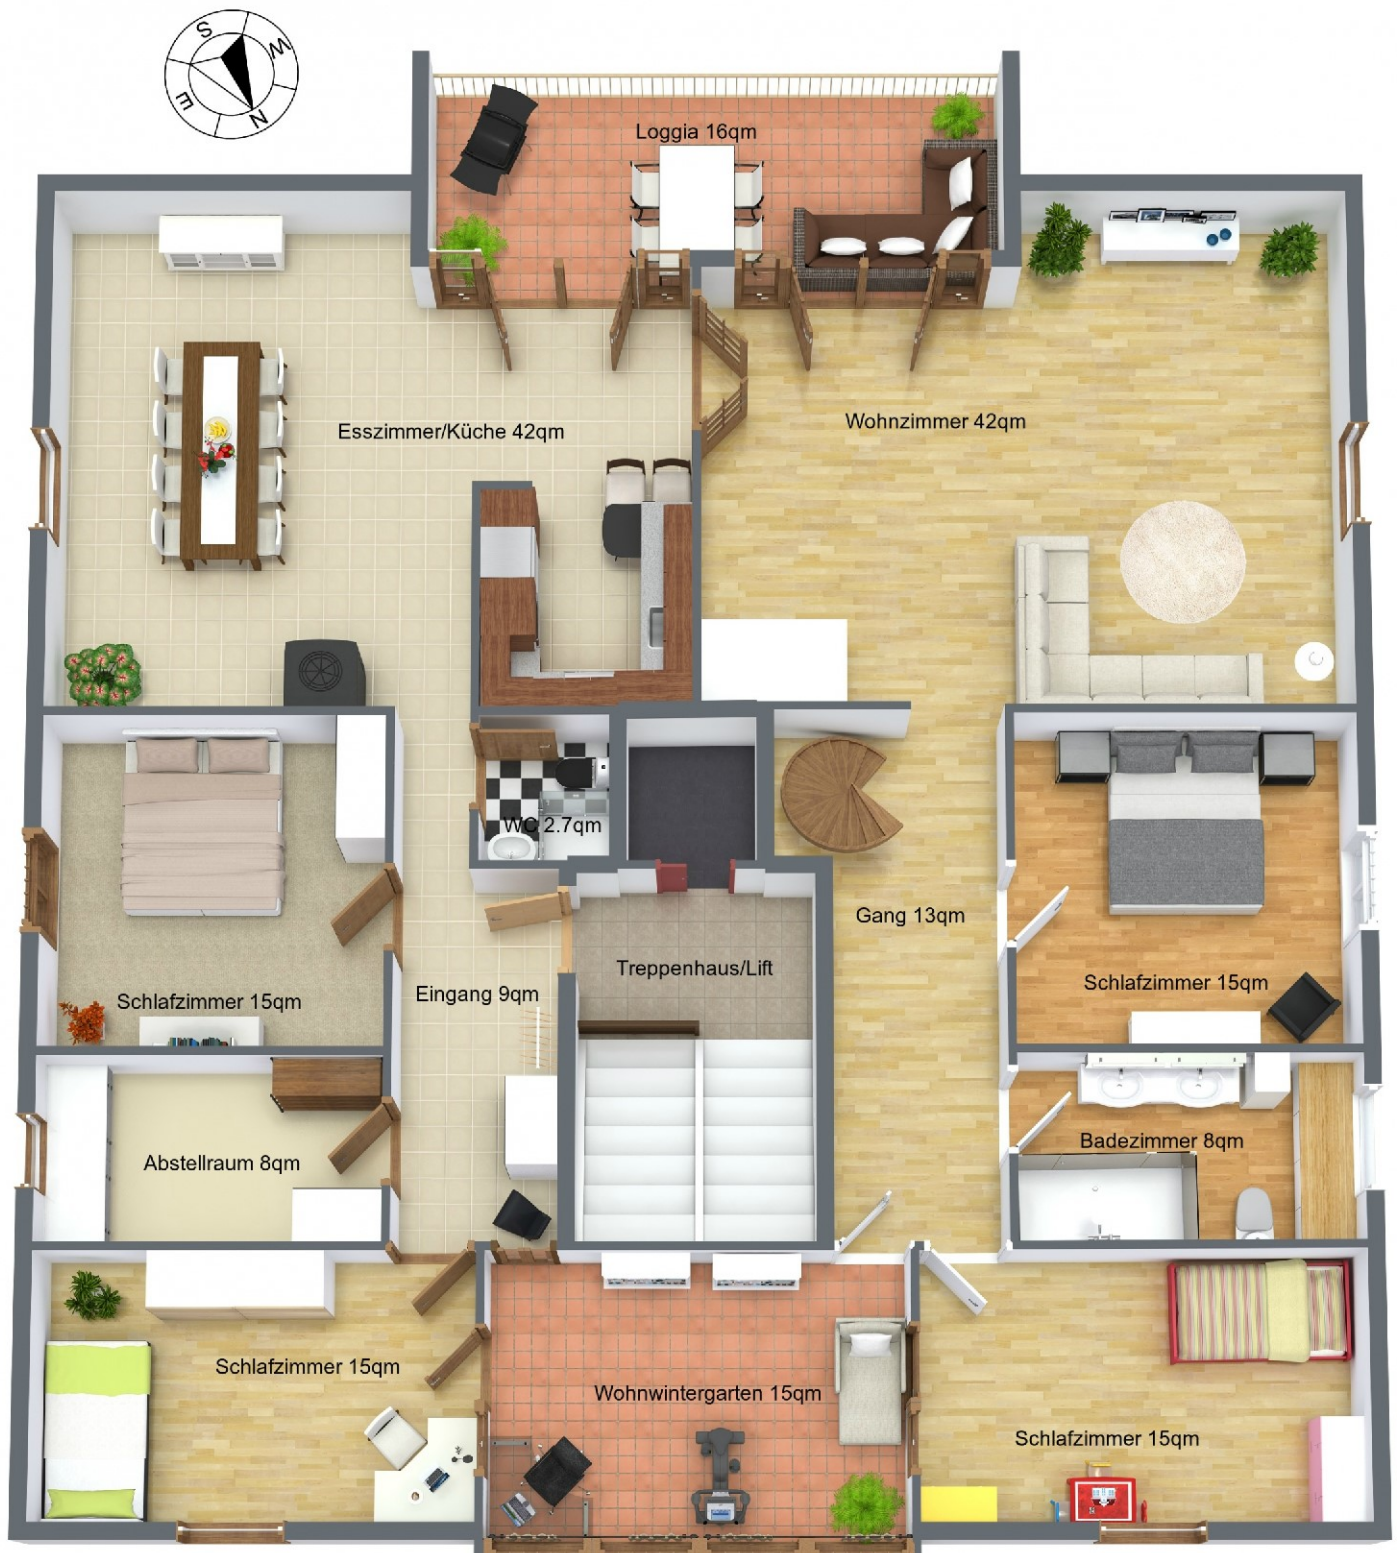 S
W
E
N
Loggia 16qm
Esszimmer/Küche 42qm
Wohnzimmer 42qm
WC 2.7qm
Gang 13qm
Treppenhaus/Lift
Schlafzimmer 15qm
Eingang 9qm
Schlafzimmer 15qm
Abstellraum 8qm
Badezimmer 8qm
Schlafzimmer 15qm
Wohnwintergarten 15qm
Schlafzimmer 15qm